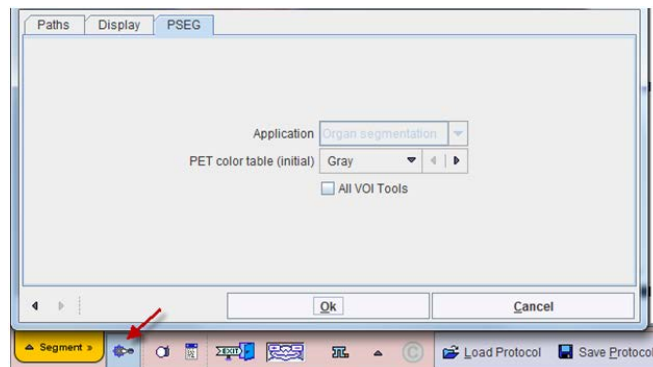 Paths Display PSEG
Application Organ segmentation
PET color table (initial) Gray
All VOI Tools
Ok Cancel
Segment » EXIT © Load Protocol Save Protocol